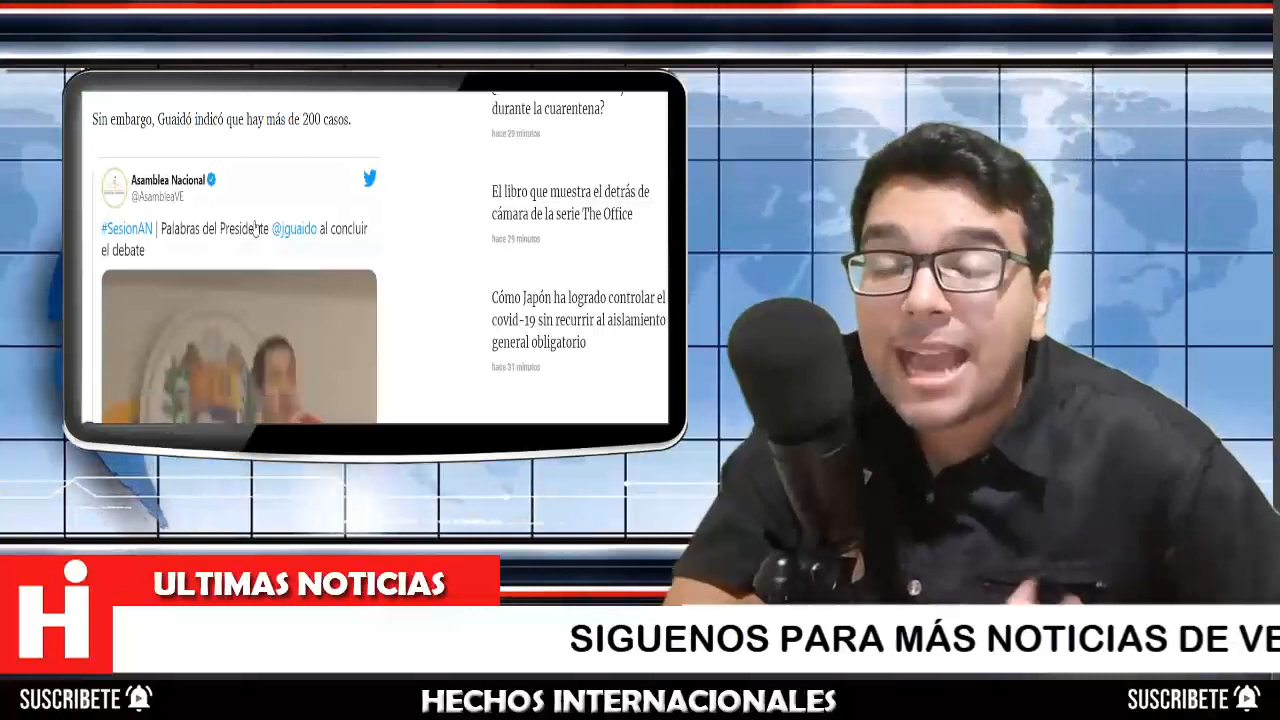 Sin embargo, Guaidó indicó que hay más de 200 casos.
Asamblea Nacional
@AsambleaVE
#SesionAN | Palabras del Presidente @jguaido al concluir
el debate
durante la cuarentena?
hace 29 minutos
El libro que muestra el detrás de
cámara de la serie The Office
hace 29 minutos
Cómo Japón ha logrado controlar el
covid-19 sin recurrir al aislamiento
general obligatorio
hace 31 minutos
Hi
ULTIMAS NOTICIAS
SIGUENOS PARA MÁS NOTICIAS DE VE
SUSCRIBETE
HECHOS INTERNACIONALES
SUSCRIBETE